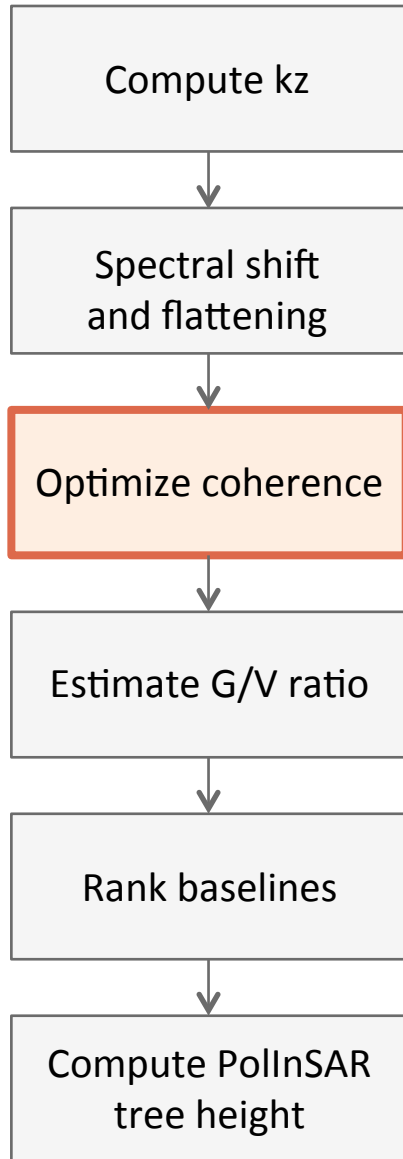 Compute kz
Spectral shift
and flattening
Optimize coherence
Estimate G/V ratio
Rank baselines
Compute PolInSAR
tree height